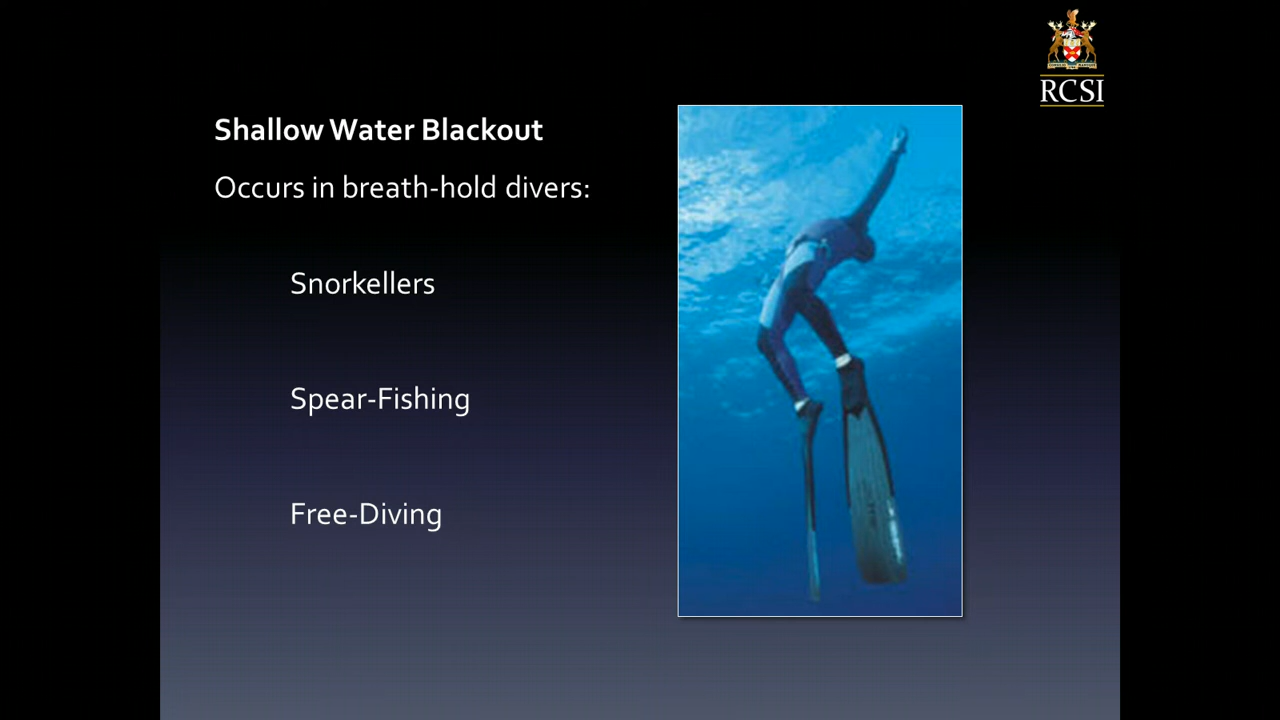 RCSI
Shallow Water Blackout
Occurs in breath-hold divers:
Snorkellers
Spear-Fishing
Free-Diving